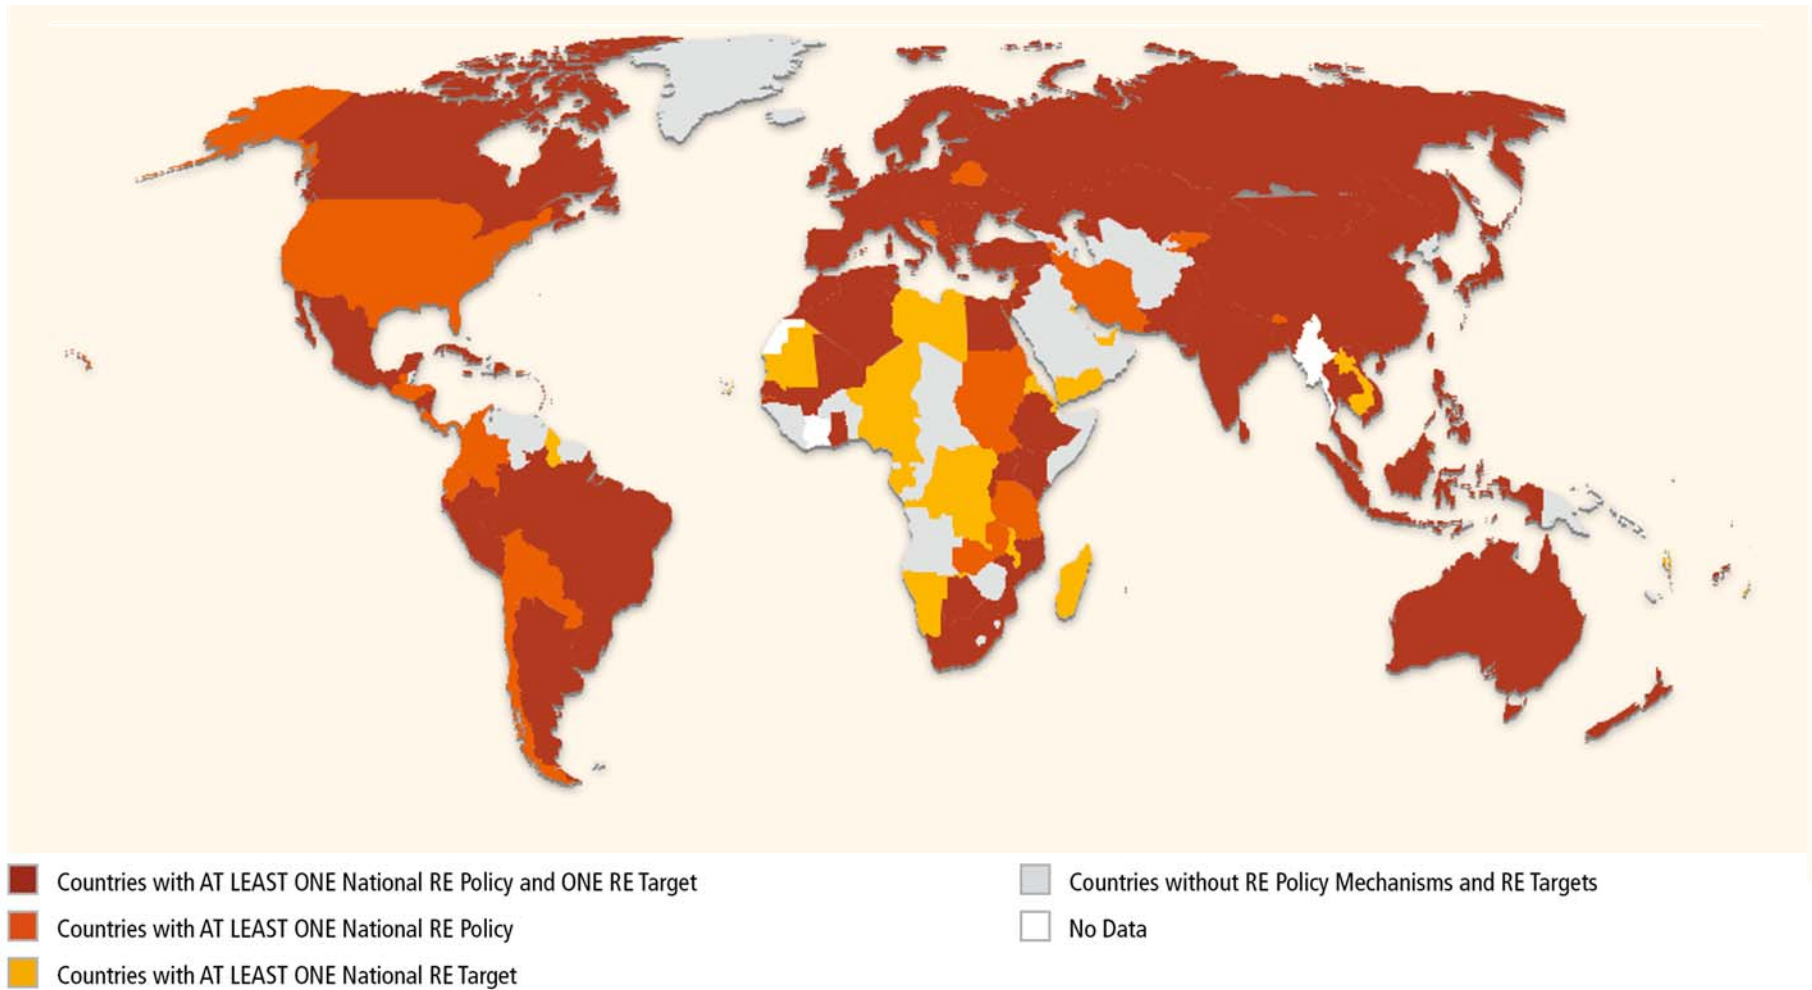 Countries with AT LEAST ONE National RE Policy and ONE RE Target
Countries with AT LEAST ONE National RE Policy
Countries with AT LEAST ONE National RE Target
Countries without RE Policy Mechanisms and RE Targets
No Data